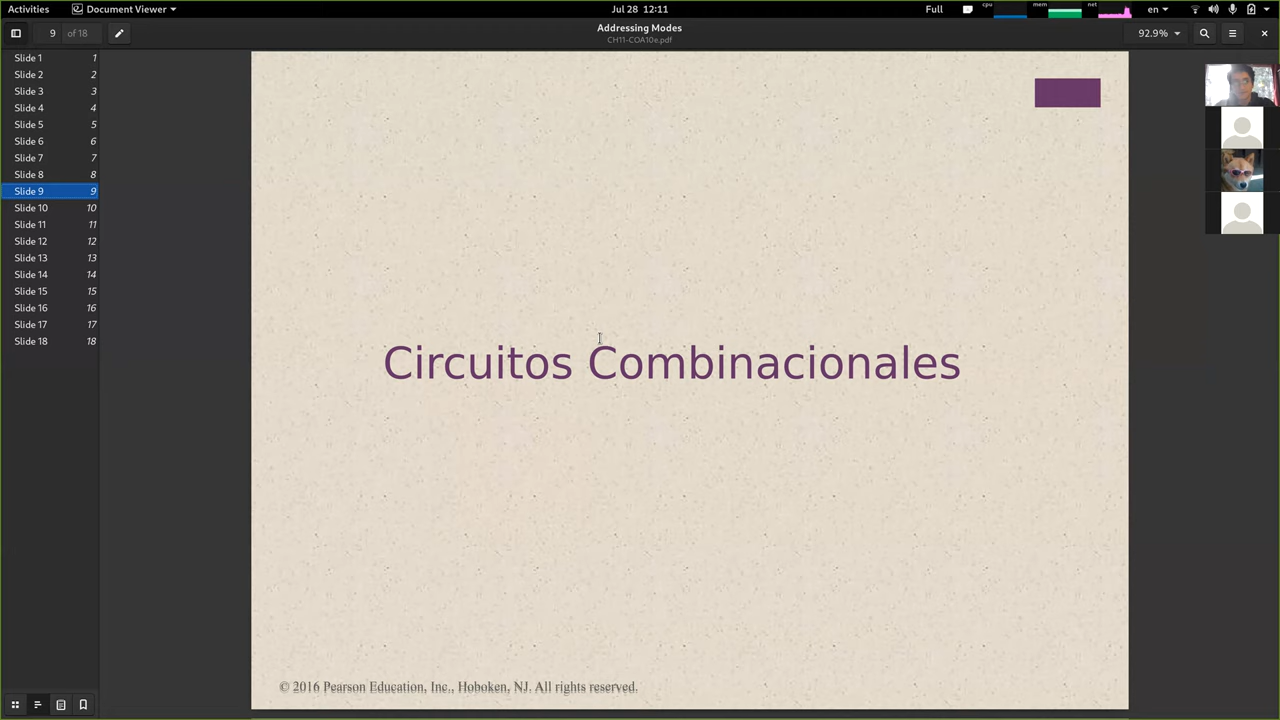 Activities
Document Viewer
Jul 28 12:11
Full
cpu
mem
net
en
9 of 18
Addressing Modes
CH11-COA10e.pdf
92.9%
Slide 1 1
Slide 2 2
Slide 3 3
Slide 4 4
Slide 5 5
Slide 6 6
Slide 7 7
Slide 8 8
Slide 9 9
Slide 10 10
Slide 11 11
Slide 12 12
Slide 13 13
Slide 14 14
Slide 15 15
Slide 16 16
Slide 17 17
Slide 18 18
Circuitos Combinacionales
© 2016 Pearson Education, Inc., Hoboken, NJ. All rights reserved.